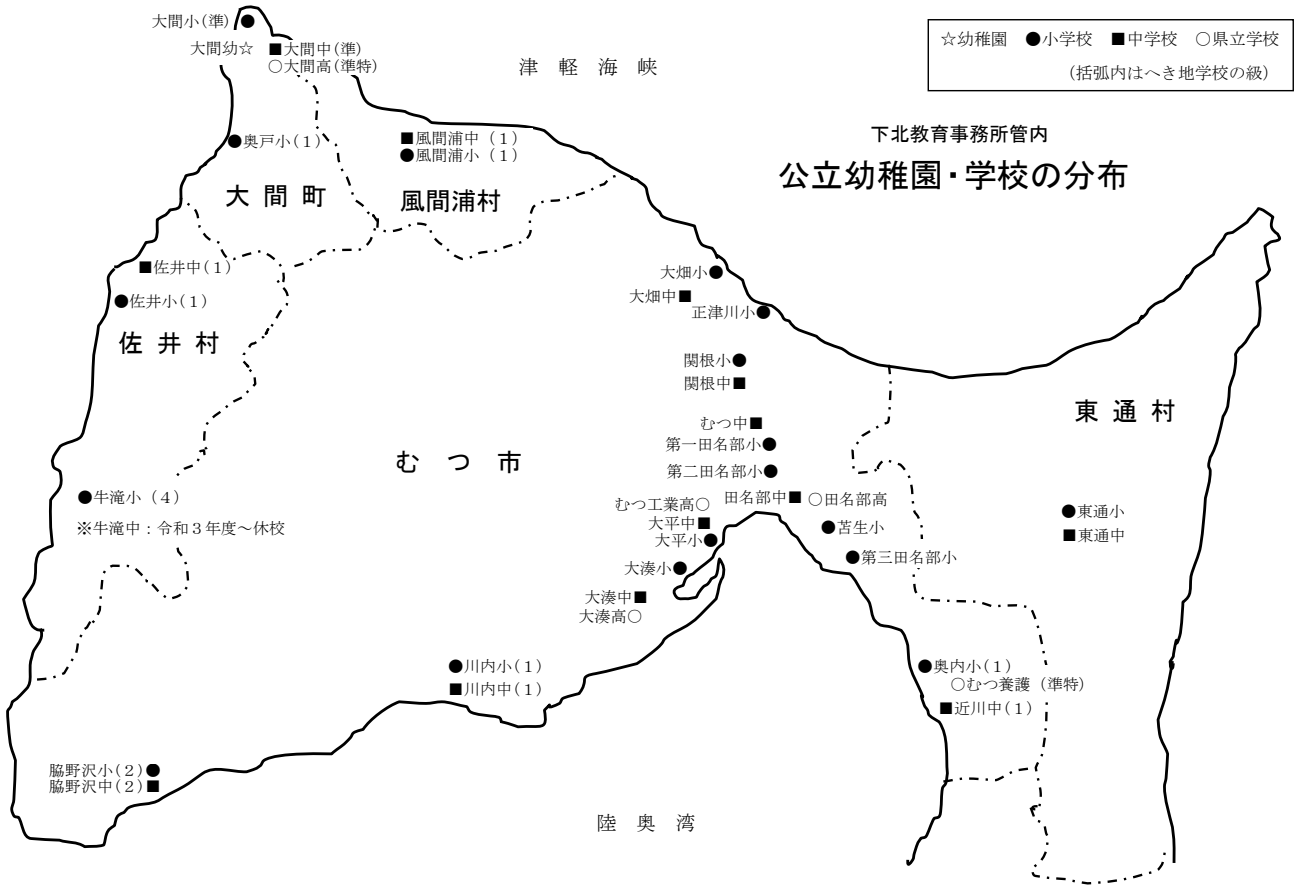 大間小(準)●
大間幼☆ ■大間中(準)
○大間高(準特)
津軽海峡
☆幼稚園 ●小学校 ■中学校 ○県立学校
(括弧内はへき地学校の級)
下北教育事務所管内
公立幼稚園・学校の分布
●奥戸小(1)
■風間浦中(1)
●風間浦小(1)
大間町
風間浦村
■佐井中(1)
●佐井小(1)
佐井村
大畑小●
大畑中■
正津川小●
関根小●
関根中■
むつ中■
第一田名部小●
第二田名部小●
東通村
むつ市
●牛滝小(4)
※牛滝中:令和3年度~休校
むつ工業高○
田名部中■ ○田名部高
大平中■
大平小●
●苫生小
●第三田名部小
●東通小
■東通中
大湊小●
大湊中■
大湊高○
●川内小(1)
■川内中(1)
●奥内小(1)
○むつ養護(準特)
■近川中(1)
脇野沢小(2)●
脇野沢中(2)■
陸奥湾